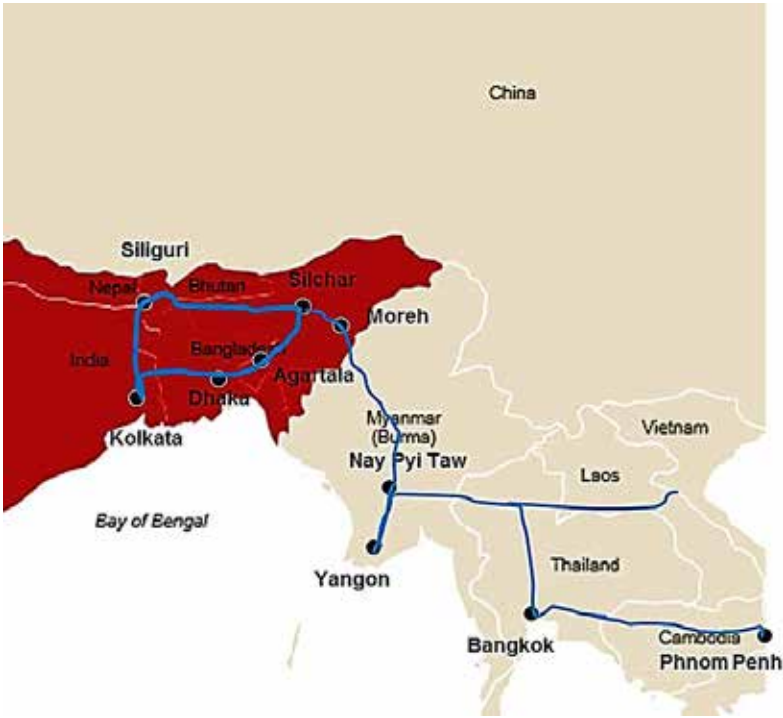 China
Siliguri
Nepal
Bhutan
Silchar
Moreh
India
Bangladesh
Agartala
Dhaka
Kolkata
Myanmar
(Burma)
Nay Pyi Taw
Vietnam
Laos
Bay of Bengal
Yangon
Thailand
Bangkok
Cambodia
Phnom Penh